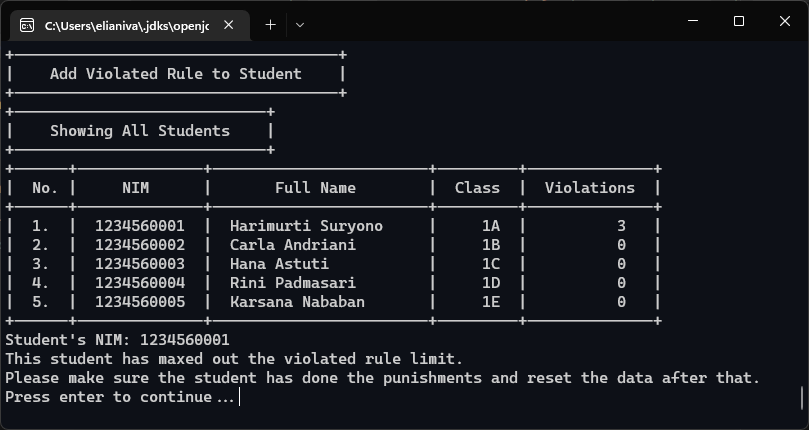 C:\Users\elianiva\.jdks\openjc
Add Violated Rule to Student
Showing All Students
| No. | NIM | Full Name | Class | Violations |
| 1. | 1234560001 | Harimurti Suryono | 1A | 3 |
| 2. | 1234560002 | Carla Andriani | 1B | 0 |
| 3. | 1234560003 | Hana Astuti | 1C | 0 |
| 4. | 1234560004 | Rini Padmasari | 1D | 0 |
| 5. | 1234560005 | Karsana Nababan | 1E | 0 |
Student's NIM: 1234560001
This student has maxed out the violated rule limit.
Please make sure the student has done the punishments and reset the data after that.
Press enter to continue...